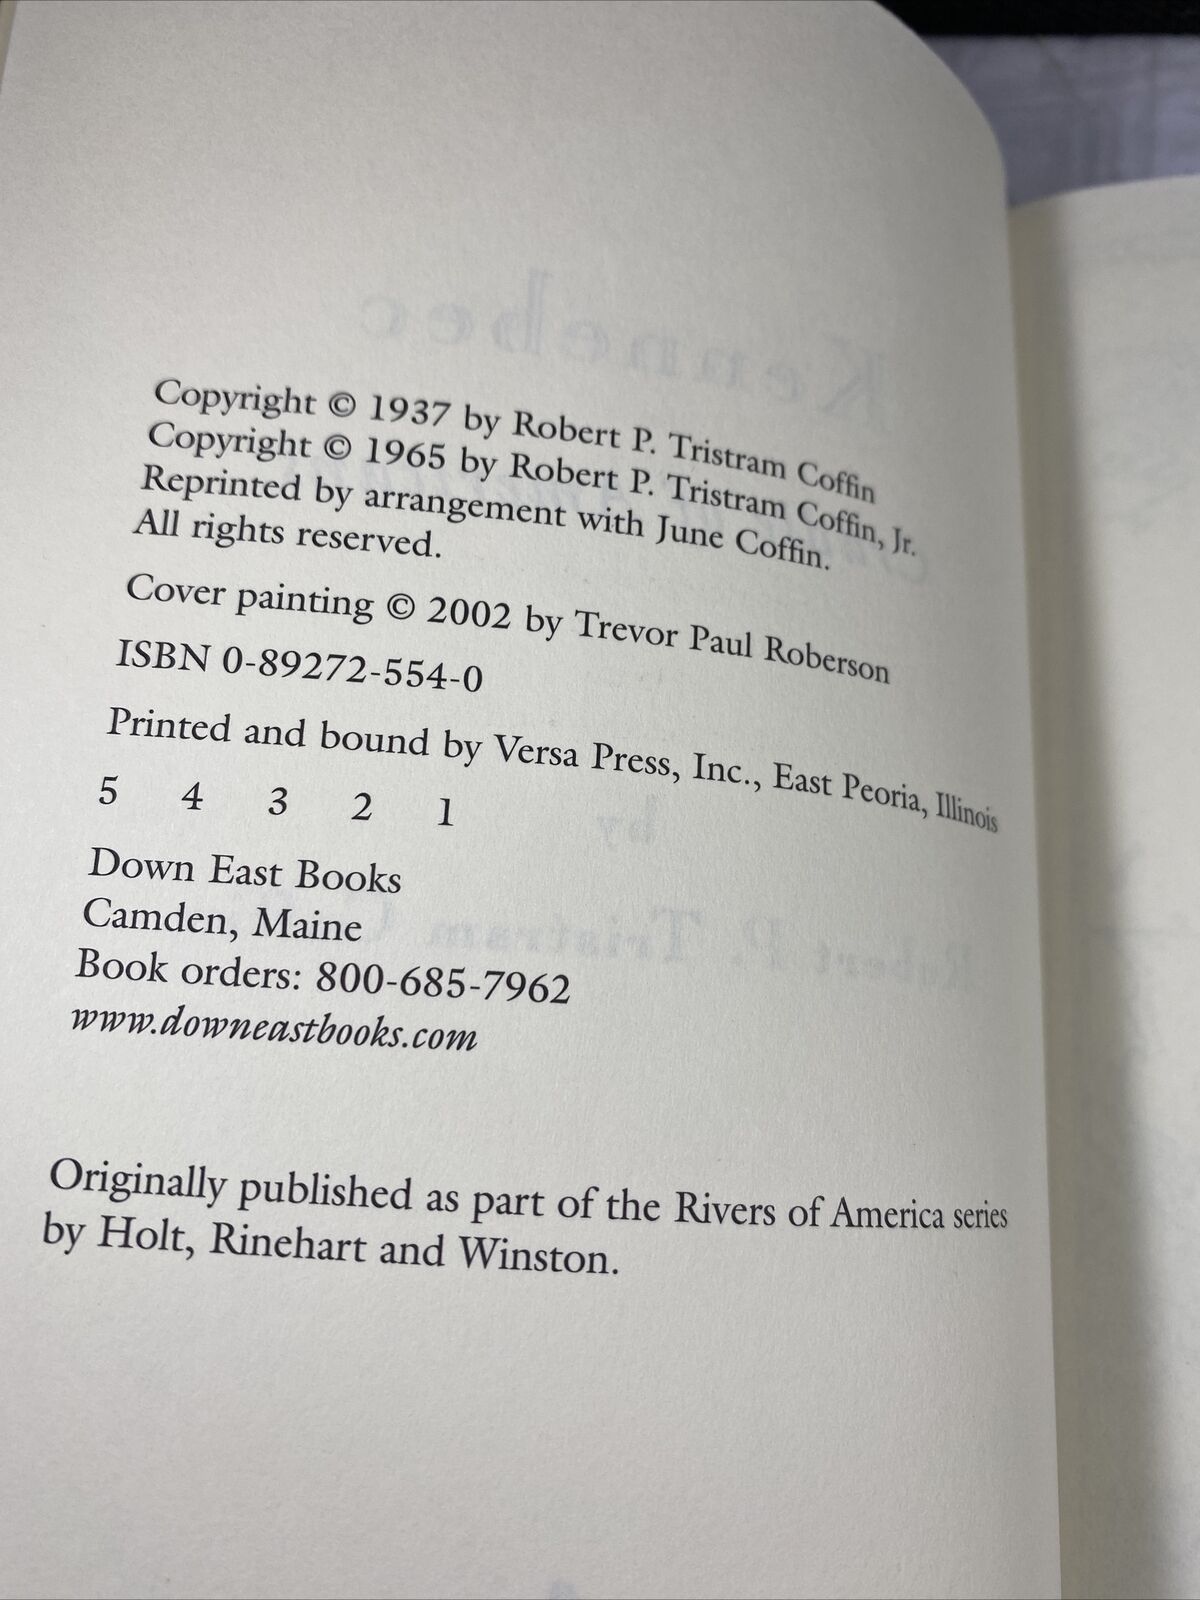 Kennebec
Copyright © 1937 by Robert P. Tristram Coffin
Copyright © 1965 by Robert P. Tristram Coffin, Jr.
Reprinted by arrangement with June Coffin.
All rights reserved.
Cover painting © 2002 by Trevor Paul Roberson
ISBN 0-89272-554-0
Printed and bound by Versa Press, Inc., East Peoria, Illinois
5 4 3 2 1
by
Down East Books
Camden, Maine
Robert P. Tristram
Book orders: 800-685-7962
www.downeastbooks.com
Originally published as part of the Rivers of America series
by Holt, Rinehart and Winston.